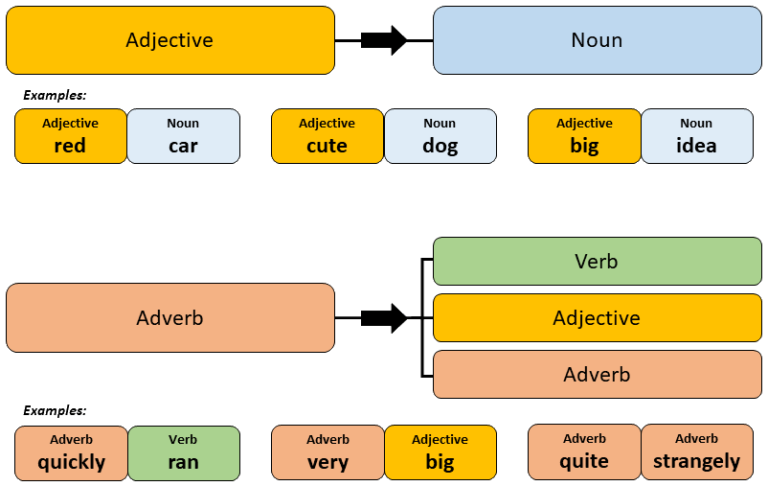 Adjective
Noun
Examples:
Adjective Noun Adjective Noun Adjective Noun
red car cute dog big idea
Verb
Adverb
Adjective
Adverb
Examples:
Adverb Verb Adverb Adjective Adverb Adverb
quickly ran very big quite strangely